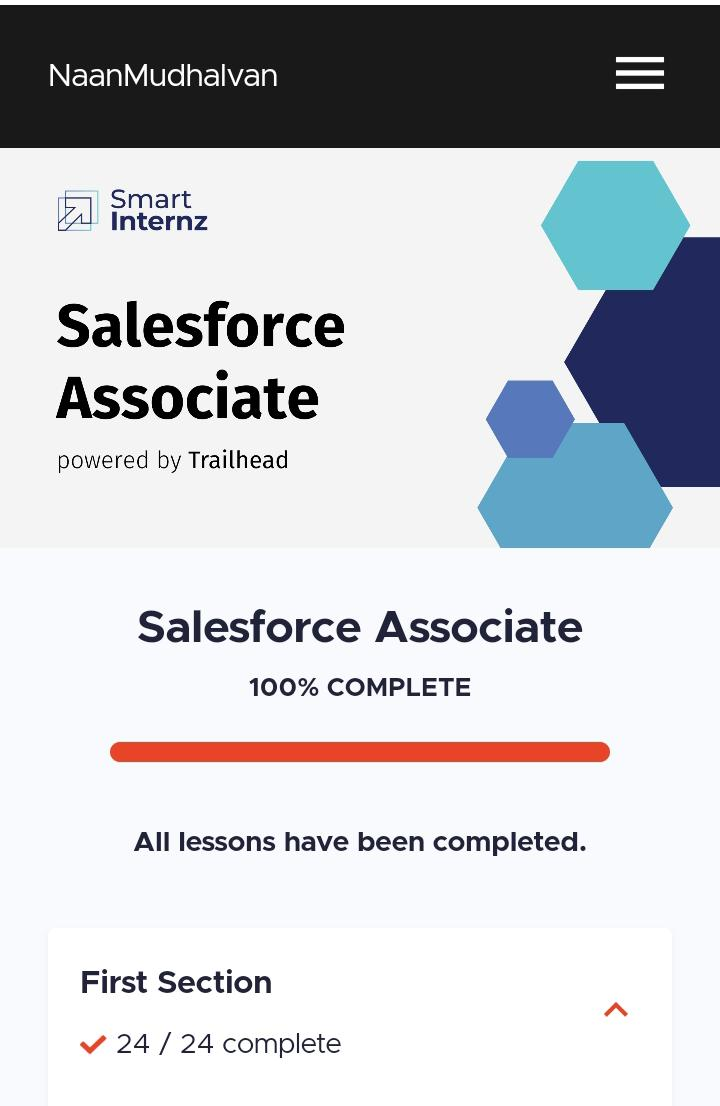 NaanMudhalvan
Smart
Internz
Salesforce
Associate
powered by Trailhead
Salesforce Associate
100% COMPLETE
All lessons have been completed.
First Section
24 / 24 complete